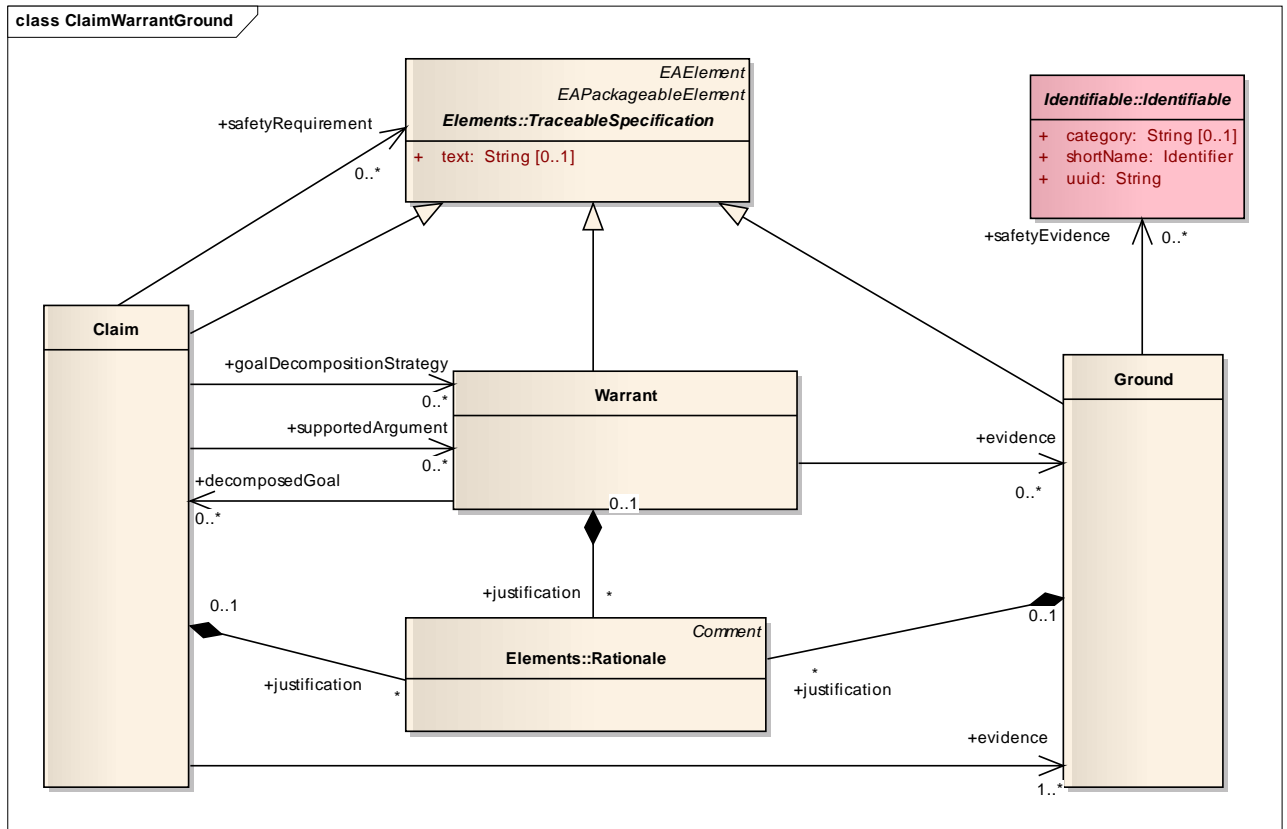 class ClaimWarrantGround
EAElement
EAPackageableElement
Elements::TraceableSpecification
+ text: String [0..1]
Identifiable::Identifiable
+ category: String [0..1]
+ shortName: Identifier
+ uuid: String
+safetyRequirement
0..*
+safetyEvidence
0..*
Claim
+goalDecompositionStrategy
0..*
+supportedArgument
0..*
+decomposedGoal
0..*
Warrant
0..1
Ground
+evidence
0..*
+justification
*
0..1
+justification
*
Comment
Elements::Rationale
0..1
*
+justification
+evidence
1..*